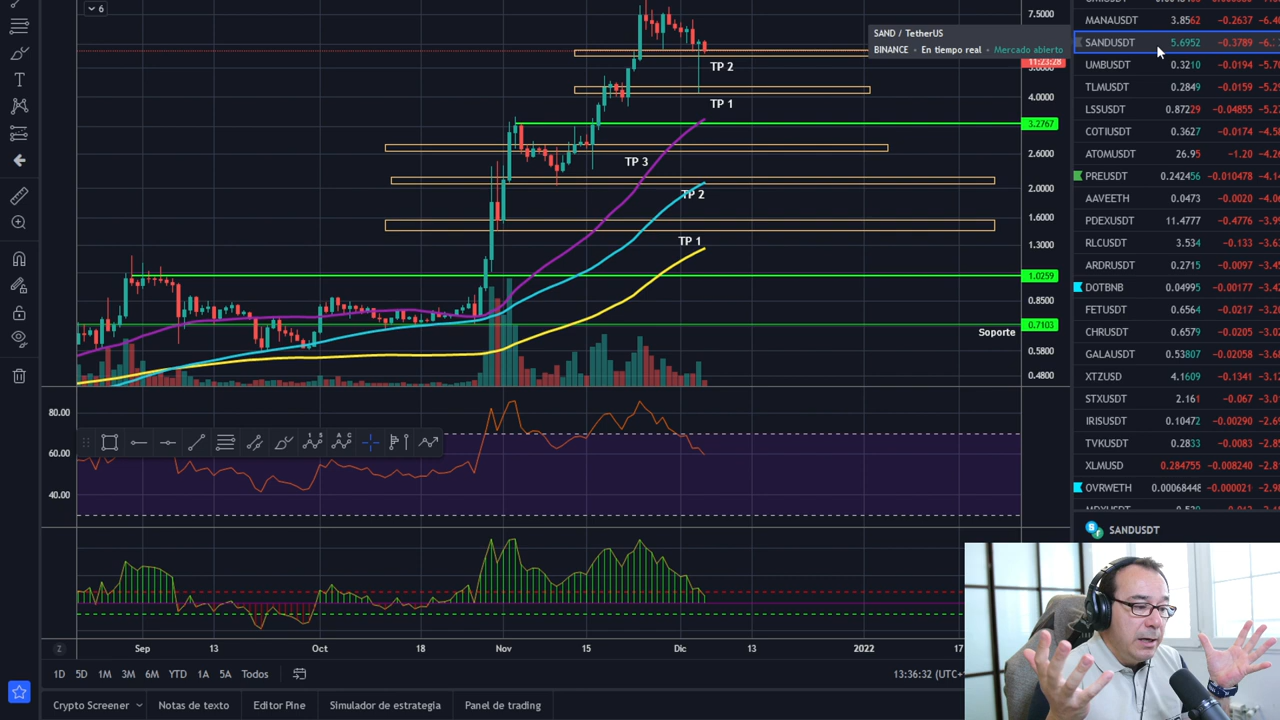 6
SAND / TetherUS
BINANCE • En tiempo real • Mercado abierto
TP 2
TP 1
TP 3
TP 2
TP 1
Soporte
7.5000
11:23:28
4.0000
3.2767
2.6000
2.0000
1.6000
1.3000
1.0259
0.8500
0.7103
0.5800
0.4800
80.00
60.00
40.00
2
Sep
13
Oct
18
Nov
15
Dic
13
2022
17
1D 5D 1M 3M 6M YTD 1A 5A Todos
13:36:32 (UTC+
Crypto Screener
Notas de texto
Editor Pine
Simulador de estrategia
Panel de trading
MANAUSDT 3.8562 −0.2637
SANDUSDT 5.6952 −0.3789
UMBUSDT 0.3210 −0.0194
TLMUSDT 0.2849 −0.0159
LSSUSDT 0.87229 −0.04855
COTIUSDT 0.3627 −0.0174
ATOMUSDT 26.95 −1.20
PREUSDT 0.242456 −0.010478
AAVEETH 0.0473 −0.0020
PDEXUSDT 11.4777 −0.4776
RLCUSDT 3.534 −0.133
ARDRUSDT 0.2715 −0.0097
DOTBNB 0.04995 −0.00177
FETUSDT 0.6564 −0.0217
CHRUSDT 0.6579 −0.0205
GALAUSDT 0.53807 −0.02058
XTZUSD 4.1609 −0.1341
STXUSDT 2.161 −0.067
IRISUSDT 0.10472 −0.00290
TVKUSDT 0.2833 −0.0083
XLMUSD 0.284755 −0.008240
OVRWETH 0.00068448 −0.000021
SANDUSDT